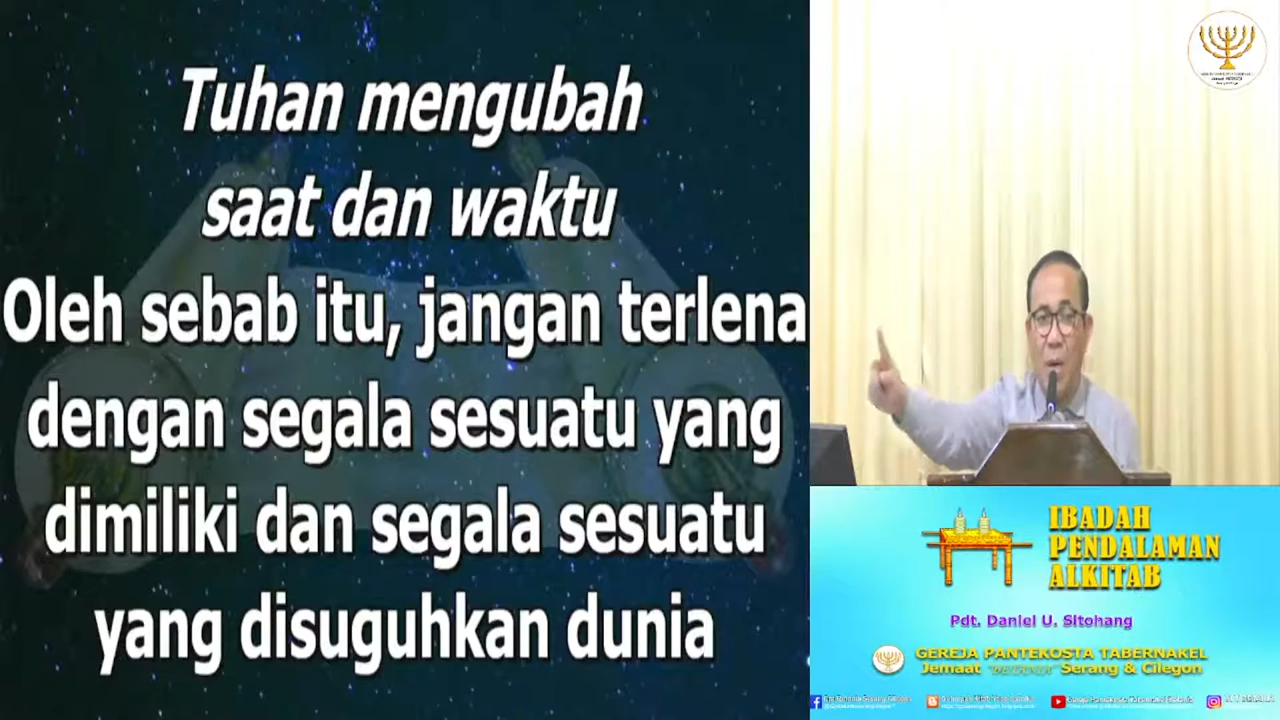 Tuhan mengubah
saat dan waktu
Oleh sebab itu, jangan terlena
dengan segala sesuatu yang
dimiliki dan segala sesuatu
yang disuguhkan dunia
IBADAH
PENDALAMAN
ALKITAB
Pdt. Daniel U. Sitohang
GEREJA PANTEKOSTA TABERNAKEL
Jemaat "BETANIA" Serang & Cilegon